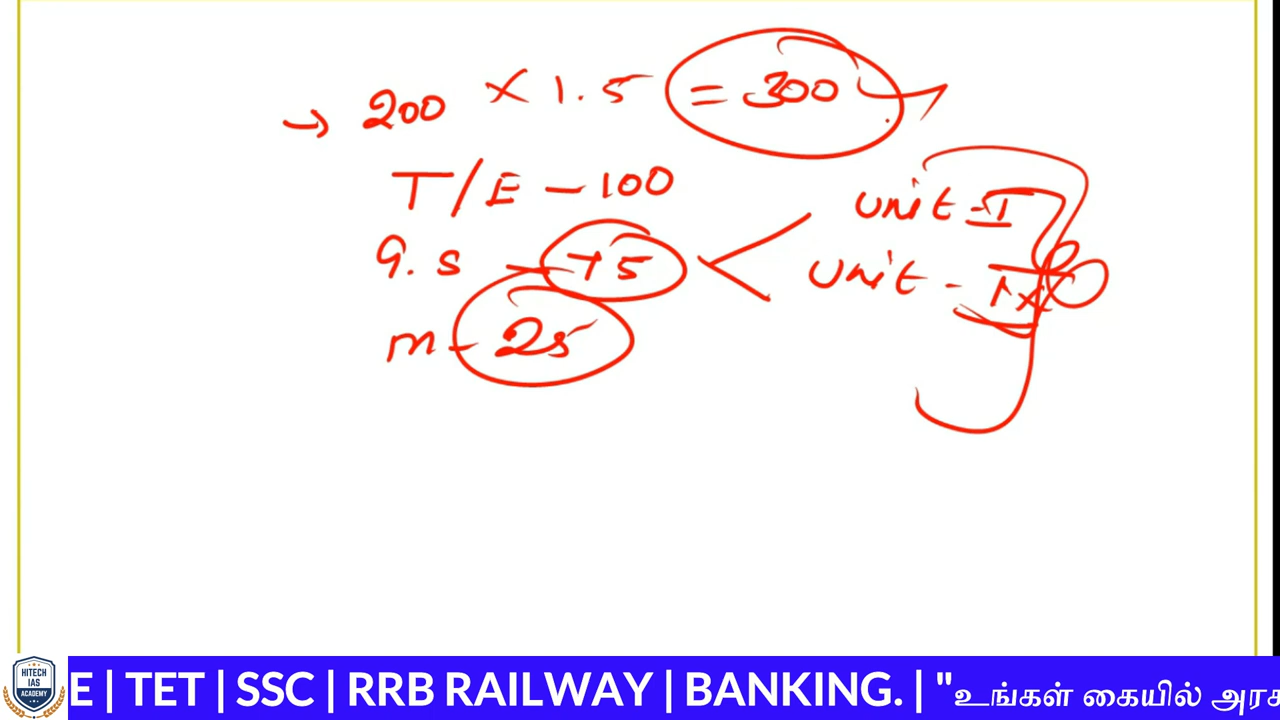 → 200 × 1.5 = 300
T/E - 100
G.S - 75
m - 25
unit - I
unit - IX
HITECH
IAS
ACADEMY
E | TET | SSC | RRB RAILWAY | BANKING. | "உங்கள் கையில் அரச